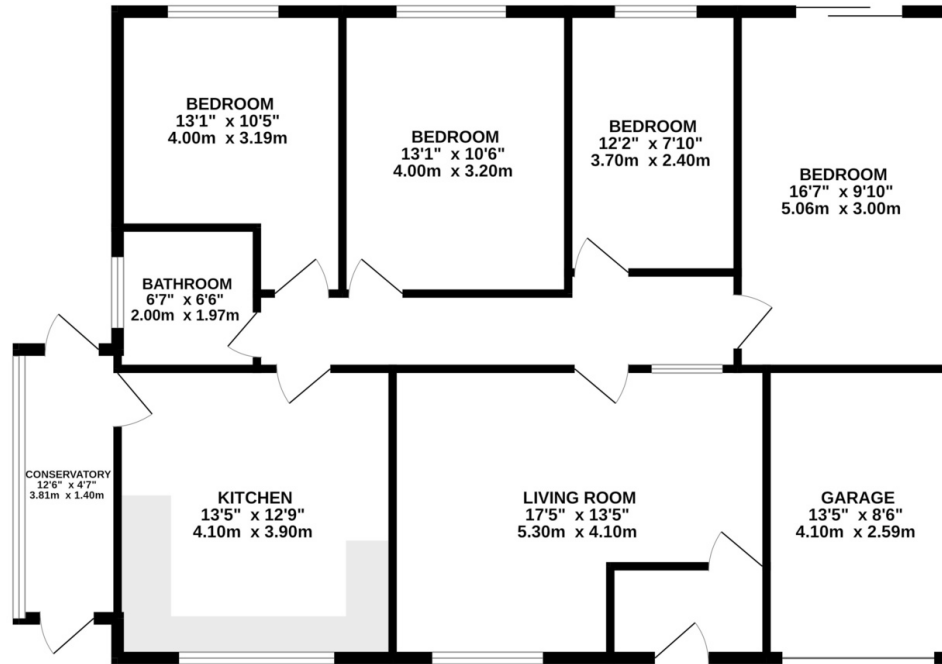 BEDROOM
13'1" x 10'5"
4.00m x 3.19m
BEDROOM
13'1" x 10'6"
4.00m x 3.20m
BEDROOM
12'2" x 7'10"
3.70m x 2.40m
BEDROOM
16'7" x 9'10"
5.06m x 3.00m
BATHROOM
6'7" x 6'6"
2.00m x 1.97m
CONSERVATORY
12'6" x 4'7"
3.81m x 1.40m
KITCHEN
13'5" x 12'9"
4.10m x 3.90m
LIVING ROOM
17'5" x 13'5"
5.30m x 4.10m
GARAGE
13'5" x 8'6"
4.10m x 2.59m